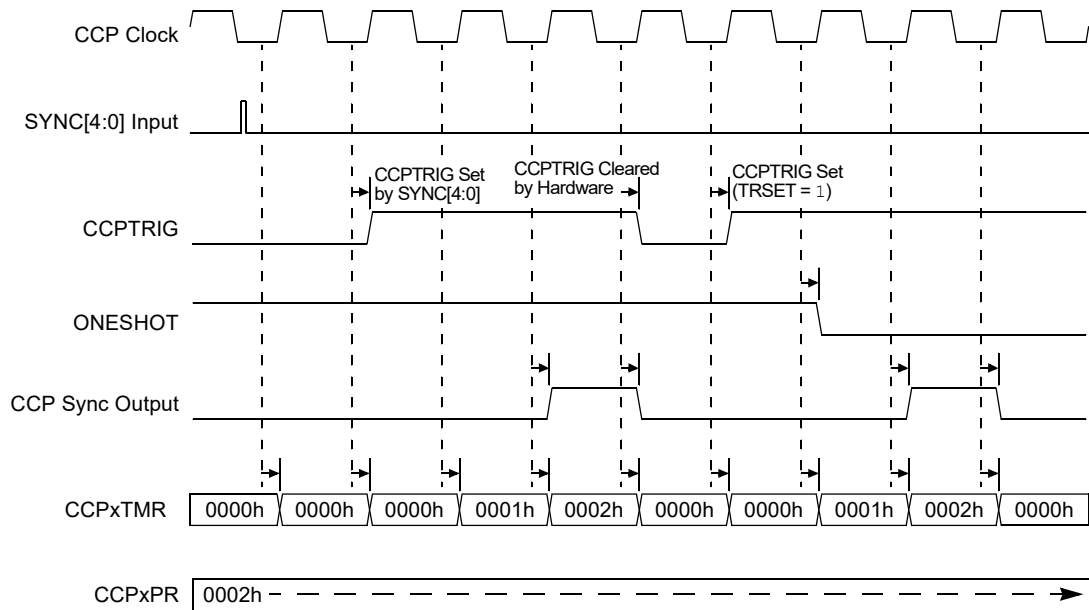 CCP Clock
SYNC[4:0] Input
CCPTRIG Set
by SYNC[4:0]
CCPTRIG Cleared
by Hardware
CCPTRIG Set
(TRSET = 1)
CCPTRIG
ONESHOT
CCP Sync Output
CCPxTMR 0000h 0000h 0000h 0001h 0002h 0000h 0000h 0001h 0002h 0000h
CCPxPR 0002h